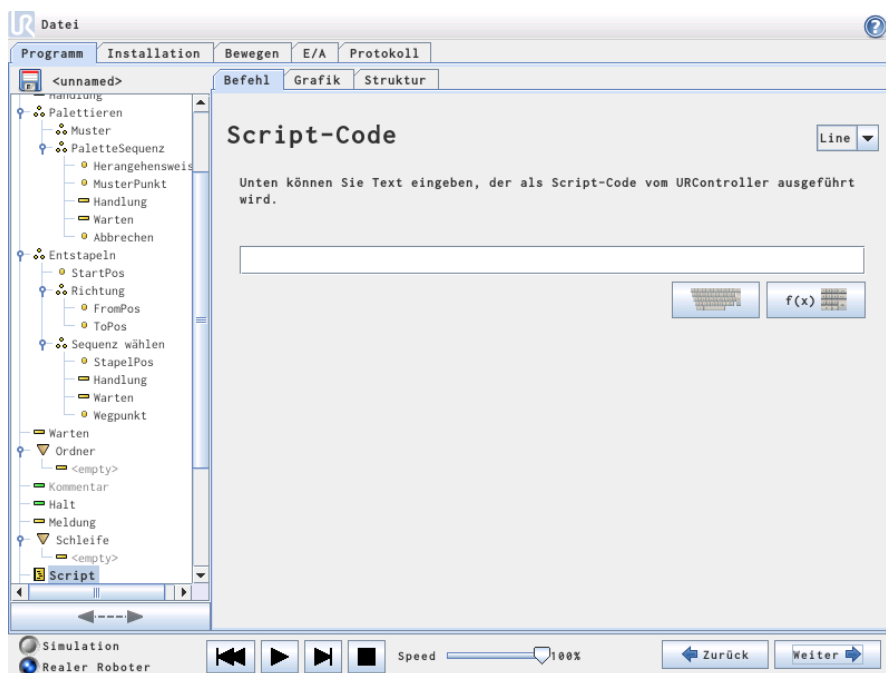 UR Datei
Programm Installation Bewegen E/A Protokoll
<unnamed>
Befehl Grafik Struktur
Handlung
Palettieren
Muster
PaletteSequenz
Herangehensweis
MusterPunkt
Handlung
Warten
Abbrechen
Entstapeln
StartPos
Richtung
FromPos
ToPos
Sequenz wählen
StapelPos
Handlung
Warten
Wegpunkt
Warten
Ordner
<empty>
Kommentar
Halt
Meldung
Schleife
<empty>
Script
Script-Code
Line
Unten können Sie Text eingeben, der als Script-Code vom URController ausgeführt
wird.
f(x)
Simulation
Realer Roboter
Speed 100%
Zurück
Weiter